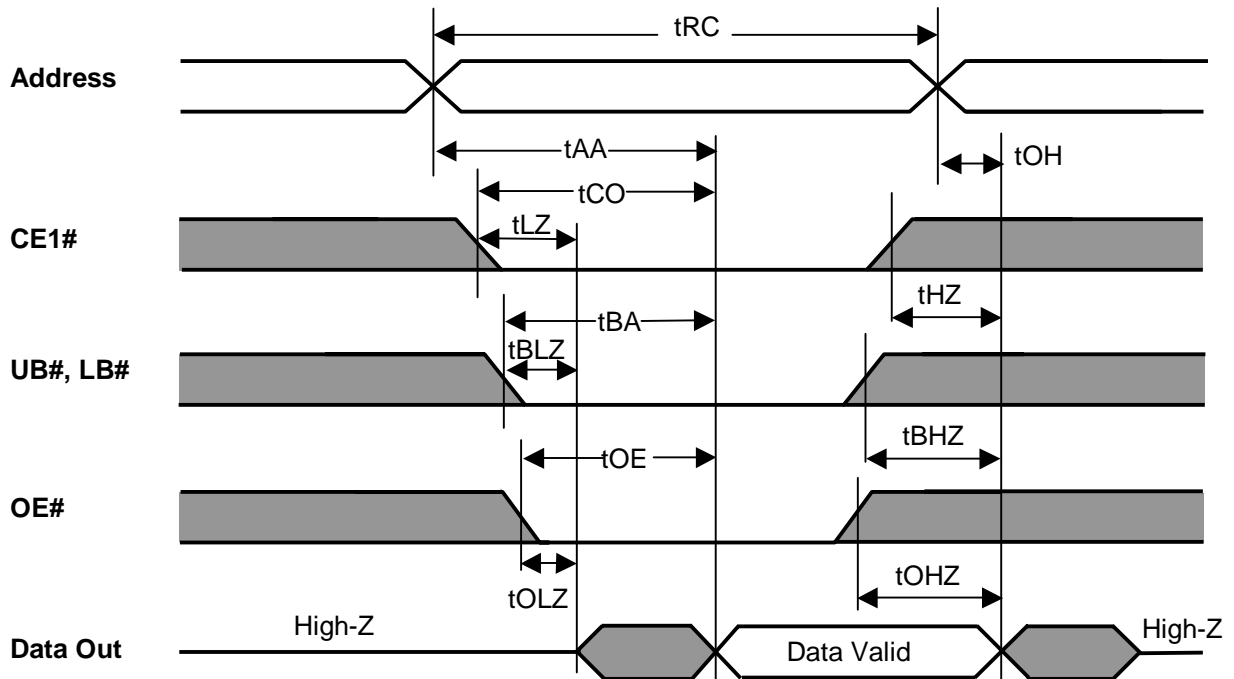 tRC
Address
tAA
tOH
tCO
tLZ
CE1#
tHZ
tBA
tBLZ
UB#, LB#
tBHZ
tOE
OE#
tOHZ
tOLZ
High-Z
High-Z
Data Out
Data Valid